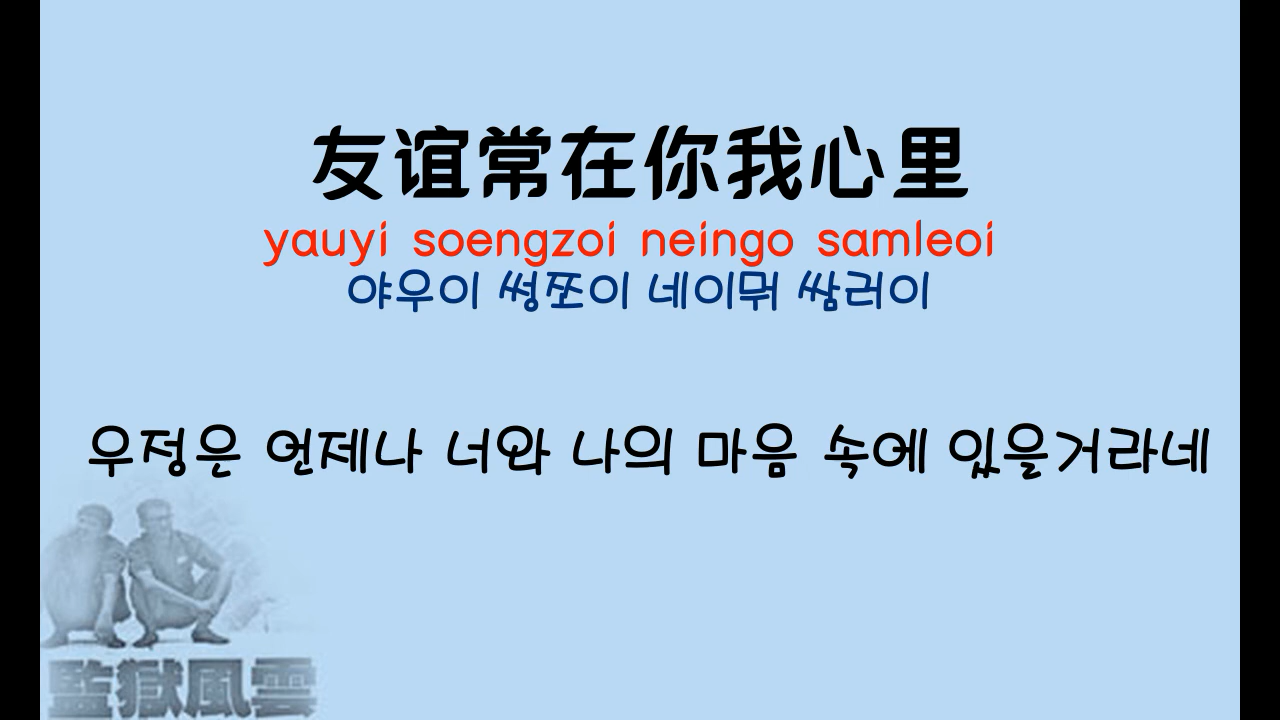 友谊常在你我心里
yauyi soengzoi neingo samleoi
야우이 썽쪼이 네이뭐 쌈러이
우정은 언제나 너와 나의 마음 속에 있을거라네
監獄風雲